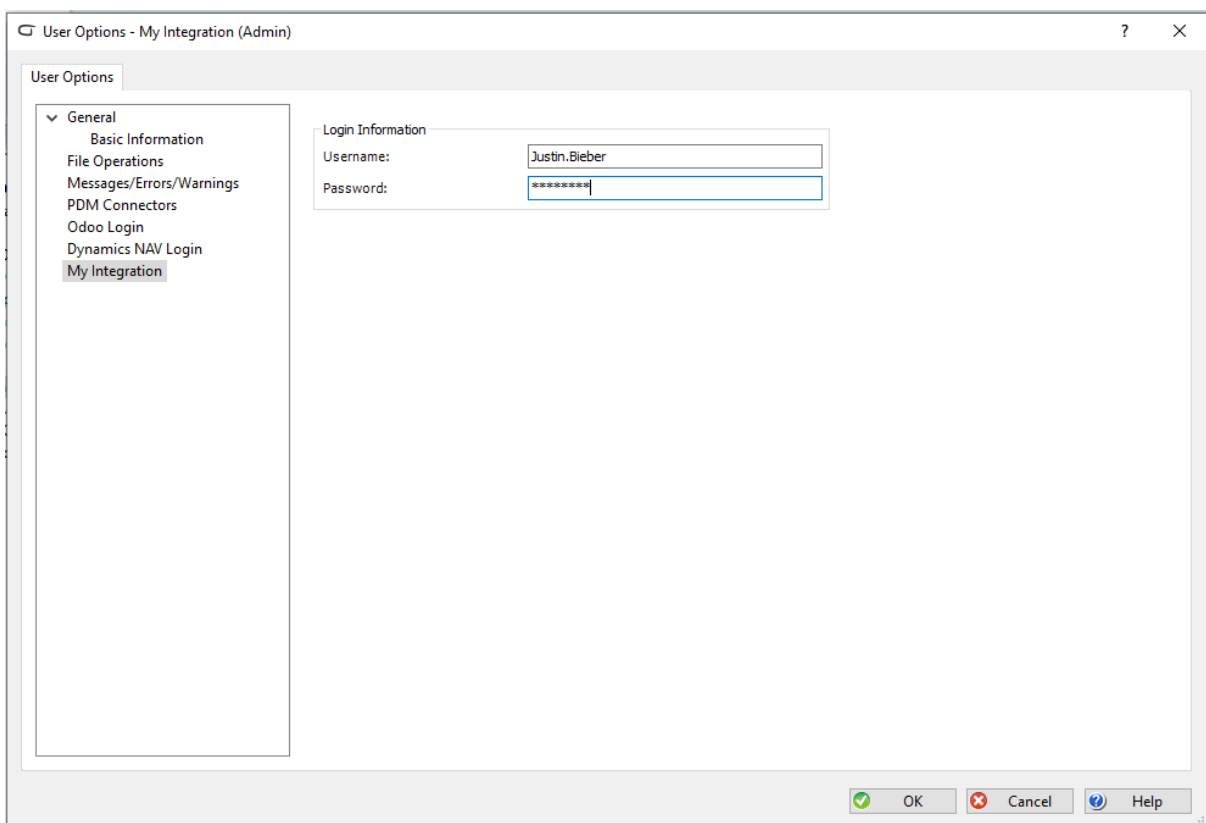 User Options - My Integration (Admin)
?
User Options
General
Basic Information
File Operations
Messages/Errors/Warnings
PDM Connectors
Odoo Login
Dynamics NAV Login
My Integration
Login Information
Username: Justin.Bieber
Password: ********
OK Cancel Help